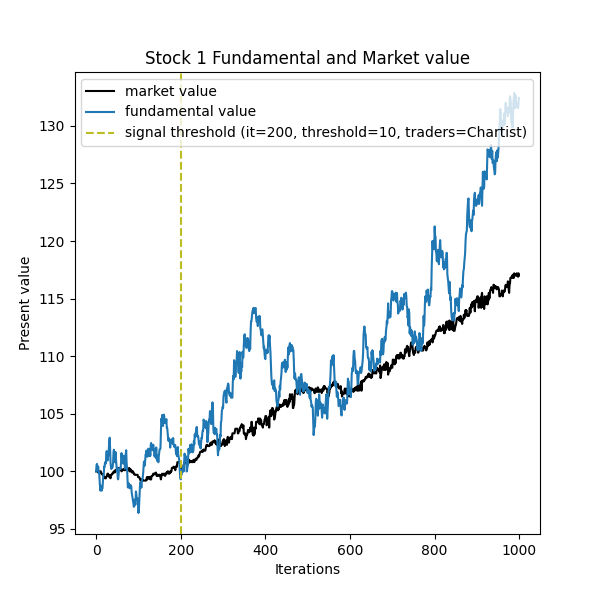 Stock 1 Fundamental and Market value
market value
fundamental value
signal threshold (it=200, threshold=10, traders=Chartist)
Present value
130
125
120
115
110
105
100
95
0 200 400 600 800 1000
Iterations